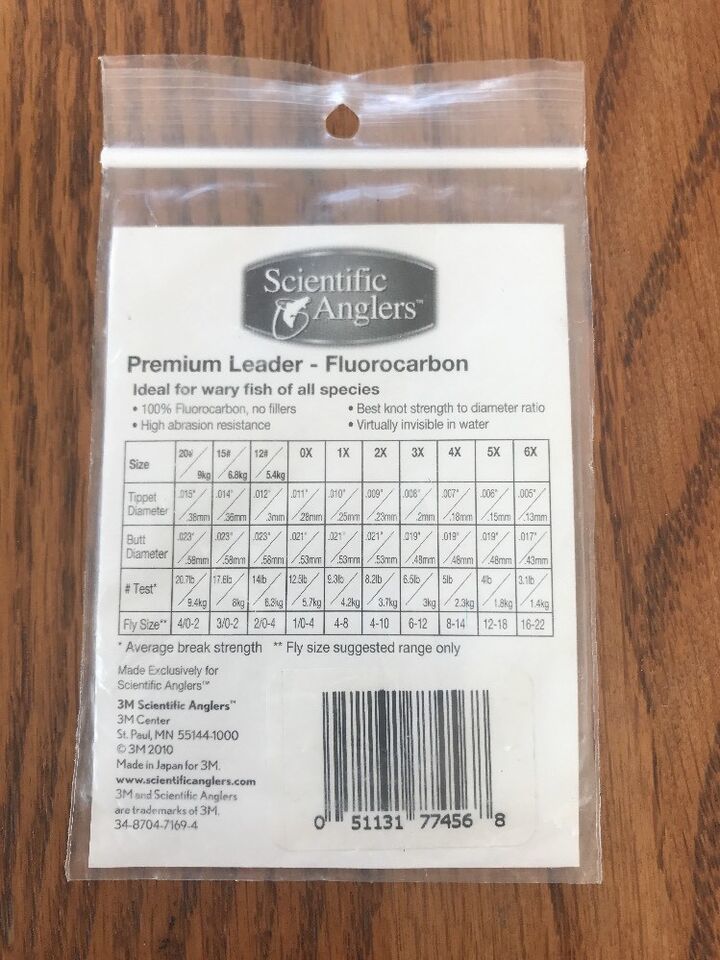 Scientific
Anglers™
Premium Leader - Fluorocarbon
Ideal for wary fish of all species
• 100% Fluorocarbon, no fillers • Best knot strength to diameter ratio
• High abrasion resistance • Virtually invisible in water
Size 20#/9kg 15#/6.8kg 12#/5.4kg 0X 1X 2X 3X 4X 5X 6X
Tippet Diameter .015"/.38mm .014"/.36mm .012"/.3mm .011"/.28mm .010"/.25mm .009"/.23mm .008"/.2mm .007"/.18mm .006"/.15mm .005"/.13mm
Butt Diameter .023"/.58mm .023"/.58mm .023"/.58mm .021"/.53mm .021"/.53mm .021"/.53mm .019"/.48mm .019"/.48mm .019"/.48mm .017"/.43mm
# Test* 20.7lb/9.4kg 17.6lb/8kg 14lb/6.3kg 12.5lb/5.7kg 9.3lb/4.2kg 8.2lb/3.7kg 6.5lb/3kg 5lb/2.3kg 4lb/1.8kg 3.1lb/1.4kg
Fly Size** 4/0-2 3/0-2 2/0-4 1/0-4 4-8 4-10 6-12 8-14 12-18 16-22
* Average break strength ** Fly size suggested range only
Made Exclusively for
Scientific Anglers™
3M Scientific Anglers™
3M Center
St. Paul, MN 55144-1000
© 3M 2010
Made in Japan for 3M.
www.scientificanglers.com
3M and Scientific Anglers
are trademarks of 3M.
34-8704-7169-4
0 51131 77456 8